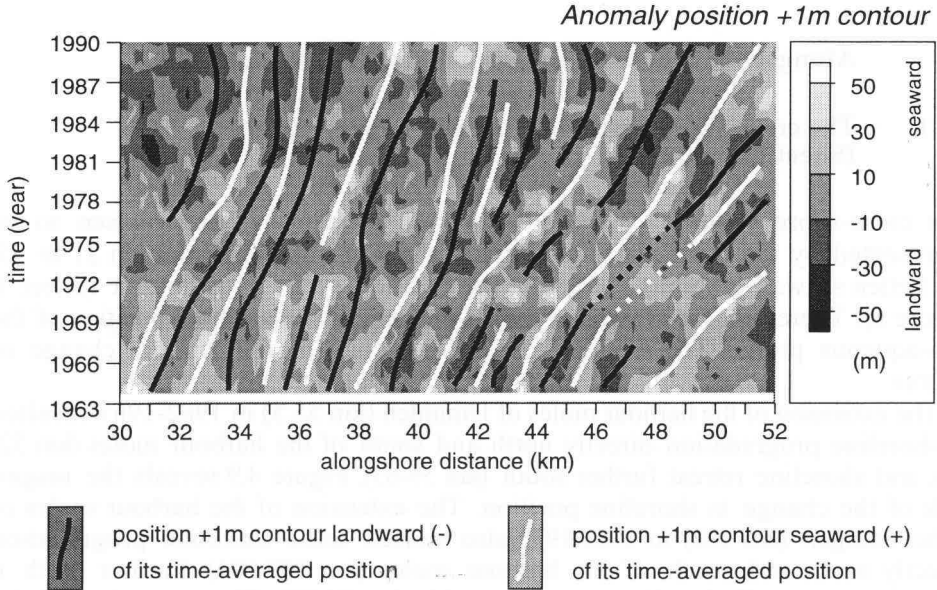 Anomaly position +1m contour
1990
1987
1984
1981
1978
1975
1972
1969
1966
1963
time (year)
30 32 34 36 38 40 42 44 46 48 50 52
alongshore distance (km)
50
30
10
-10
-30
-50
(m)
seaward
landward
position +1m contour landward (-)
of its time-averaged position
position +1m contour seaward (+)
of its time-averaged position